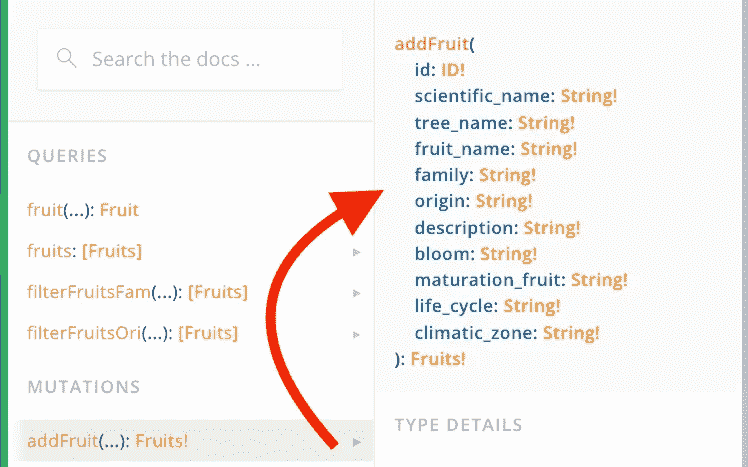 Search the docs ...
QUERIES
fruit(...): Fruit
fruits: [Fruits]
filterFruitsFam(...): [Fruits]
filterFruitsOri(...): [Fruits]
MUTATIONS
addFruit(...): Fruits!
addFruit(
id: ID!
scientific_name: String!
tree_name: String!
fruit_name: String!
family: String!
origin: String!
description: String!
bloom: String!
maturation_fruit: String!
life_cycle: String!
climatic_zone: String!
): Fruits!
TYPE DETAILS